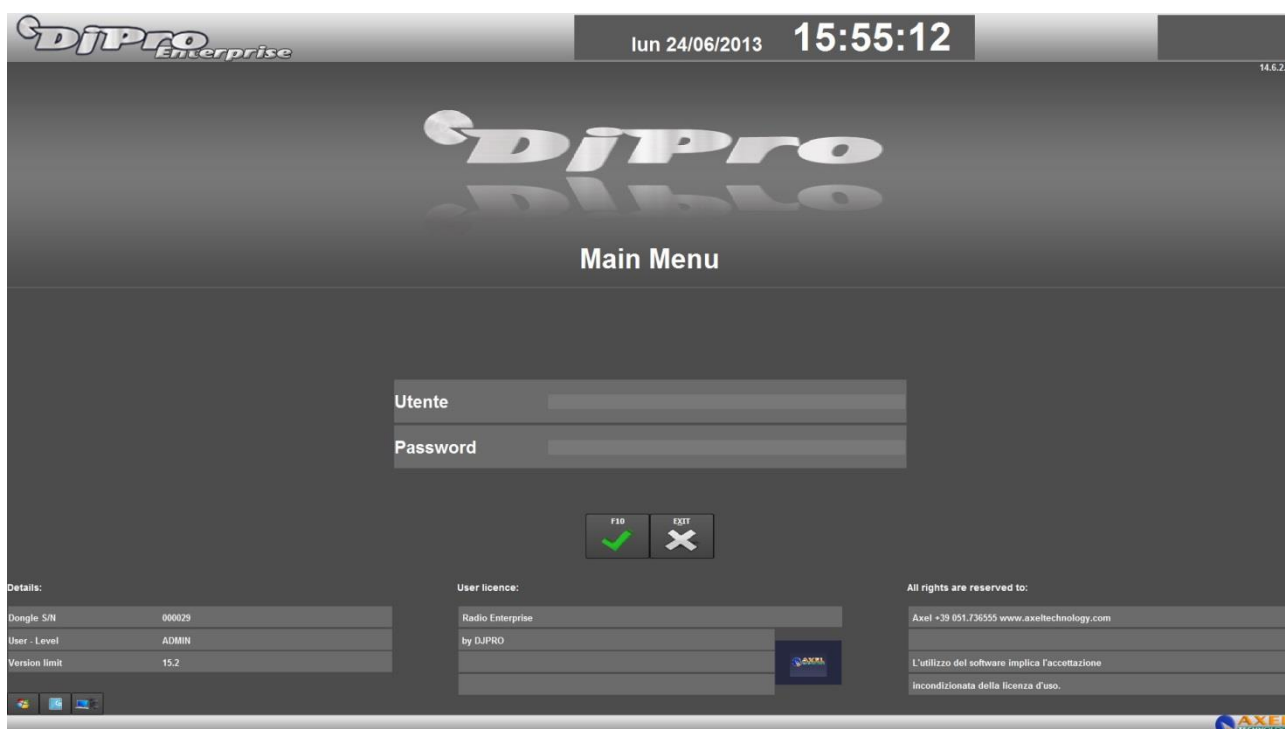 DjPro
Enterprise
lun 24/06/2013 15:55:12
14.6.2.
DjPro
Main Menu
Utente
Password
F10 EXIT
Details:
Dongle S/N 000029
User - Level ADMIN
Version limit 15.2
User licence:
Radio Enterprise
by DJPRO
AXEL
All rights are reserved to:
Axel +39 051.736555 www.axeltechnology.com
L'utilizzo del software implica l'accettazione
incondizionata della licenza d'uso.
AXEL